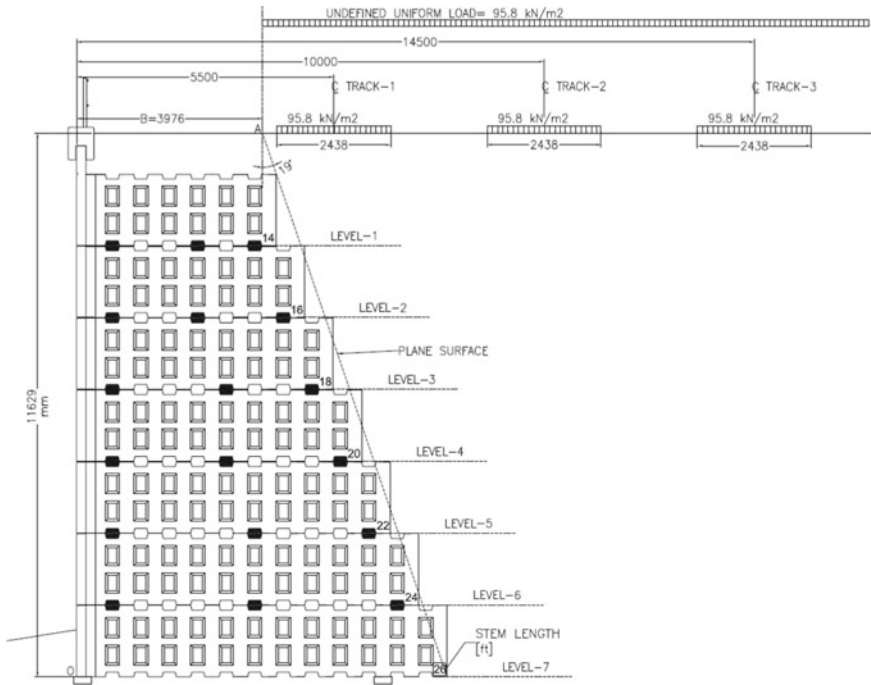 UNDEFINED UNIFORM LOAD= 95.8 kN/m2
14500
10000
5500
℄ TRACK-1
℄ TRACK-2
℄ TRACK-3
B=3976
A
95.8 kN/m2
95.8 kN/m2
95.8 kN/m2
2438
2438
2438
19°
14
LEVEL-1
16
LEVEL-2
PLANE SURFACE
18
LEVEL-3
11629
mm
20
LEVEL-4
22
LEVEL-5
24
LEVEL-6
STEM LENGTH
[ft]
O
26
LEVEL-7